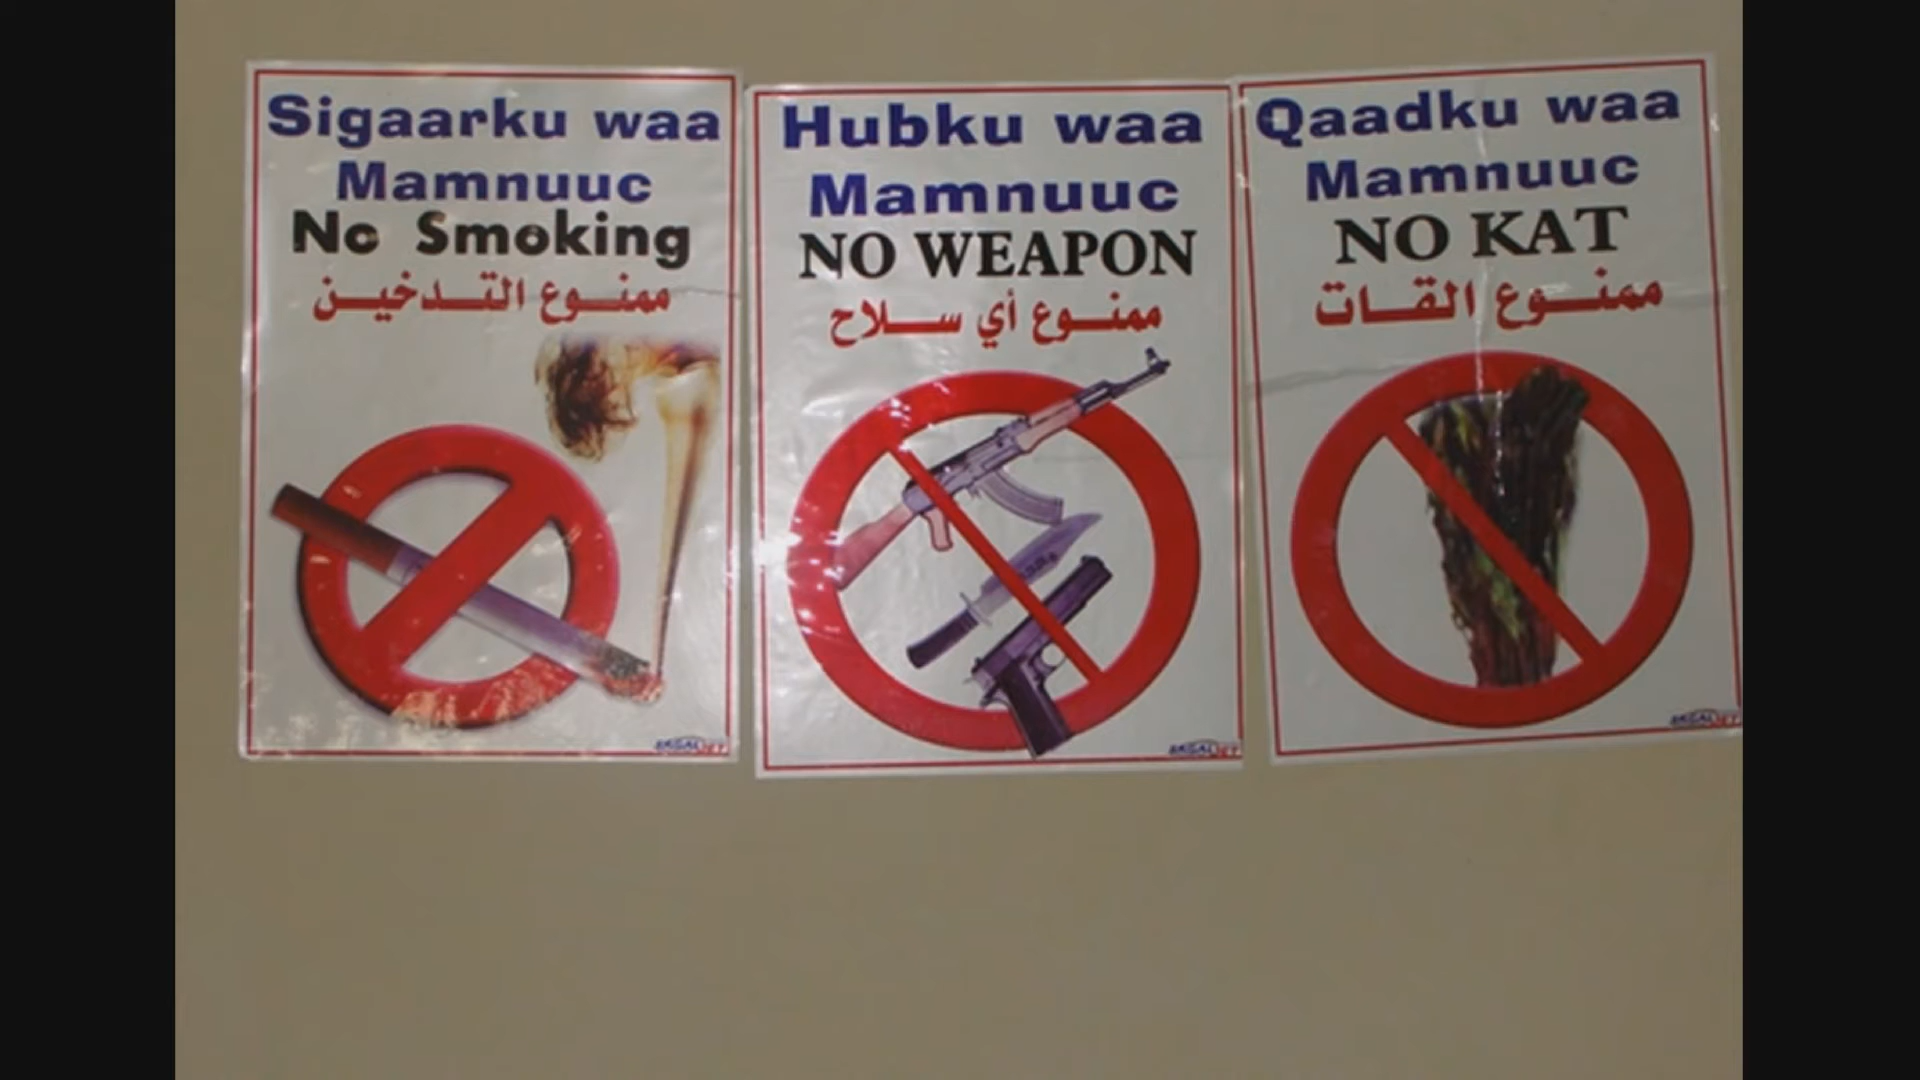 Sigaarku waa
Mamnuuc
No Smoking
ممنوع التدخين
Hubku waa
Mamnuuc
NO WEAPON
ممنوع أي سلاح
Qaadku waa
Mamnuuc
NO KAT
ممنوع القات